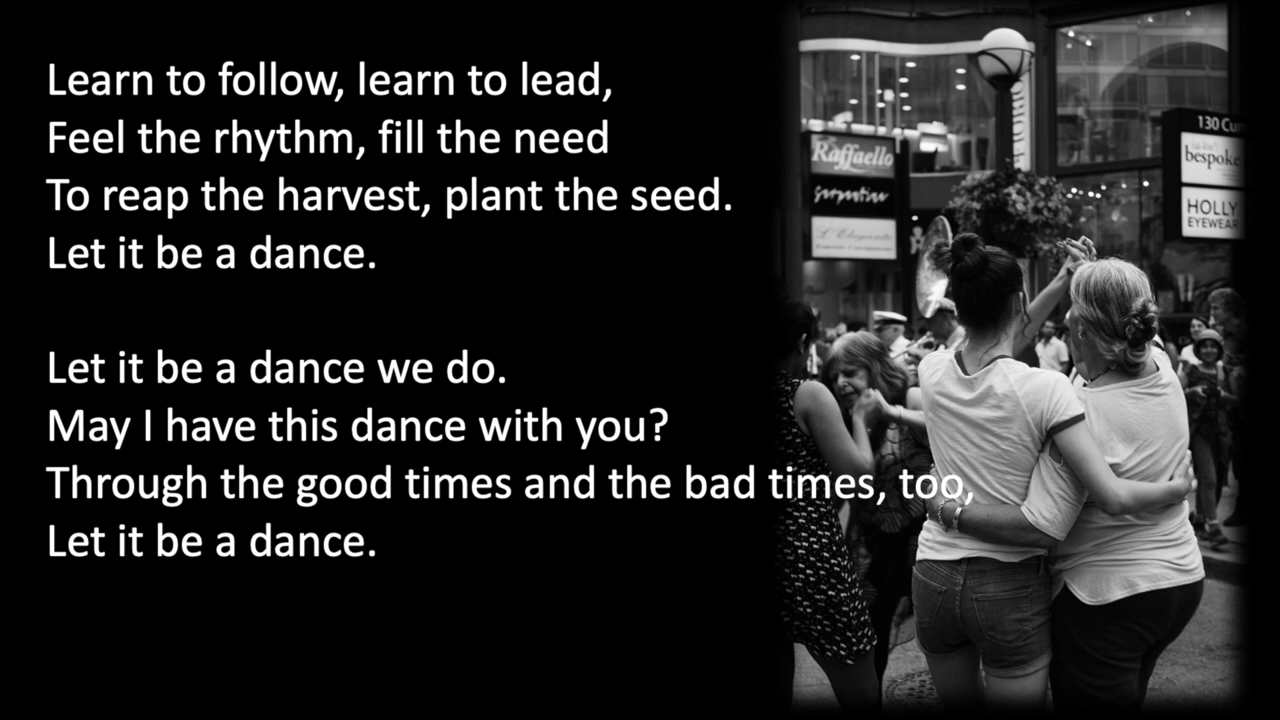 Learn to follow, learn to lead,
Feel the rhythm, fill the need
To reap the harvest, plant the seed.
Let it be a dance.
Let it be a dance we do.
May I have this dance with you?
Through the good times and the bad times, too,
Let it be a dance.
Raffaello
serpentine
130 Cum
bespoke
HOLLY
EYEWEAR